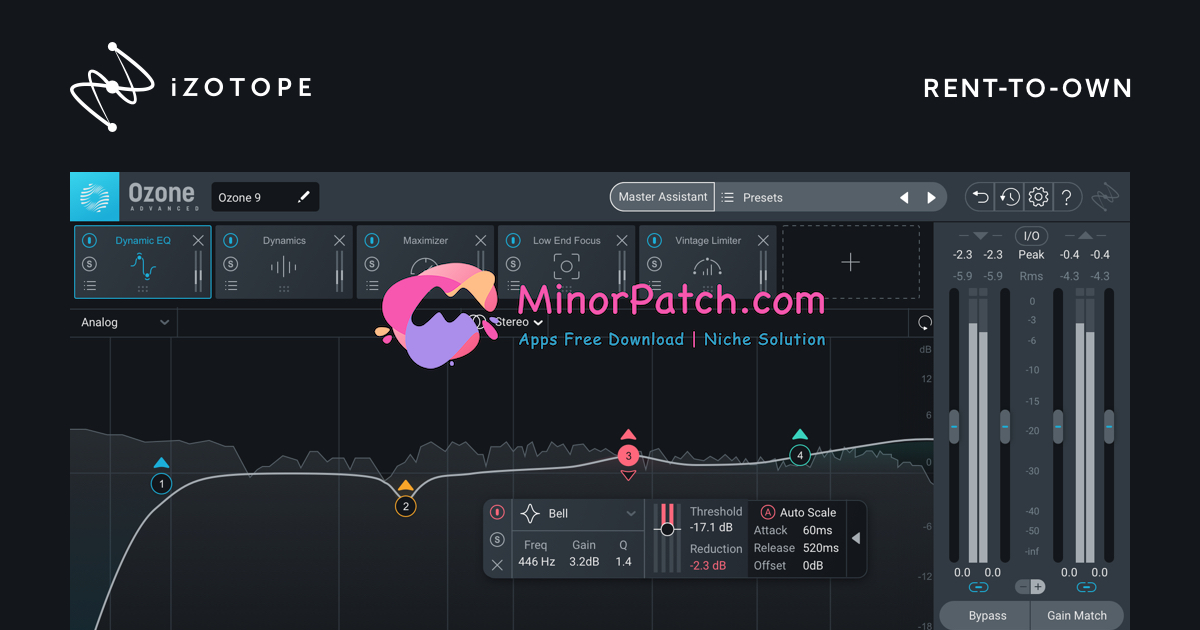 iZOTOPE
RENT-TO-OWN
Ozone
ADVANCED
Ozone 9
Master Assistant
Presets
?
Dynamic EQ
Dynamics
Maximizer
Low End Focus
Vintage Limiter
S
S
S
S
S
I/O
-2.3 -2.3 Peak -0.4 -0.4
-5.9 -5.9 Rms -4.3 -4.3
MinorPatch.com
Apps Free Download | Niche Solution
Analog
Stereo
dB
12
6
0
-6
-12
-18
0
-3
-6
-10
-15
-20
-30
-40
-50
-inf
1
2
3
4
S
Bell
Freq Gain Q
446 Hz 3.2dB 1.4
Threshold
-17.1 dB
Reduction
-2.3 dB
A Auto Scale
Attack 60ms
Release 520ms
Offset 0dB
0.0 0.0 0.0 0.0
- +
Bypass
Gain Match